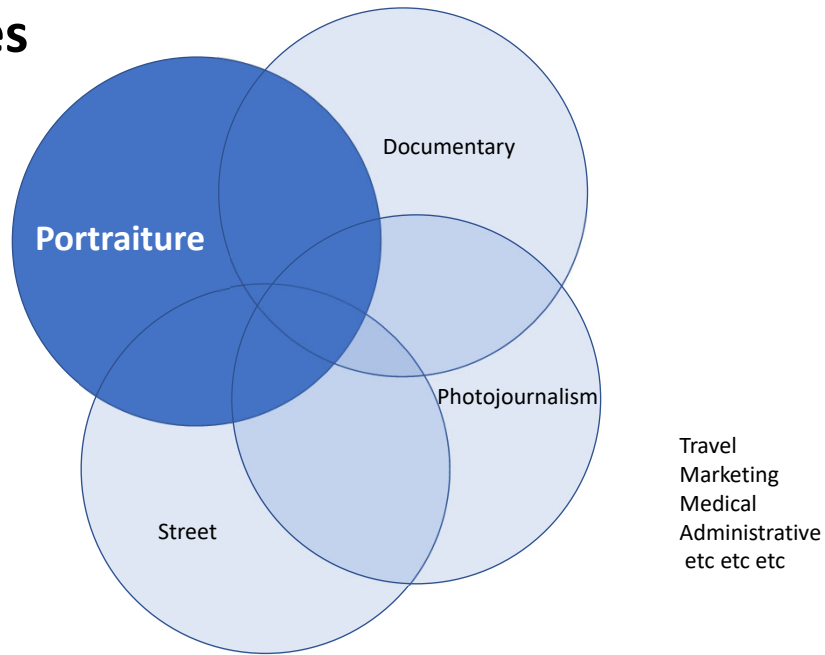 es
Documentary
Portraiture
Photojournalism
Street
Travel
Marketing
Medical
Administrative
etc etc etc